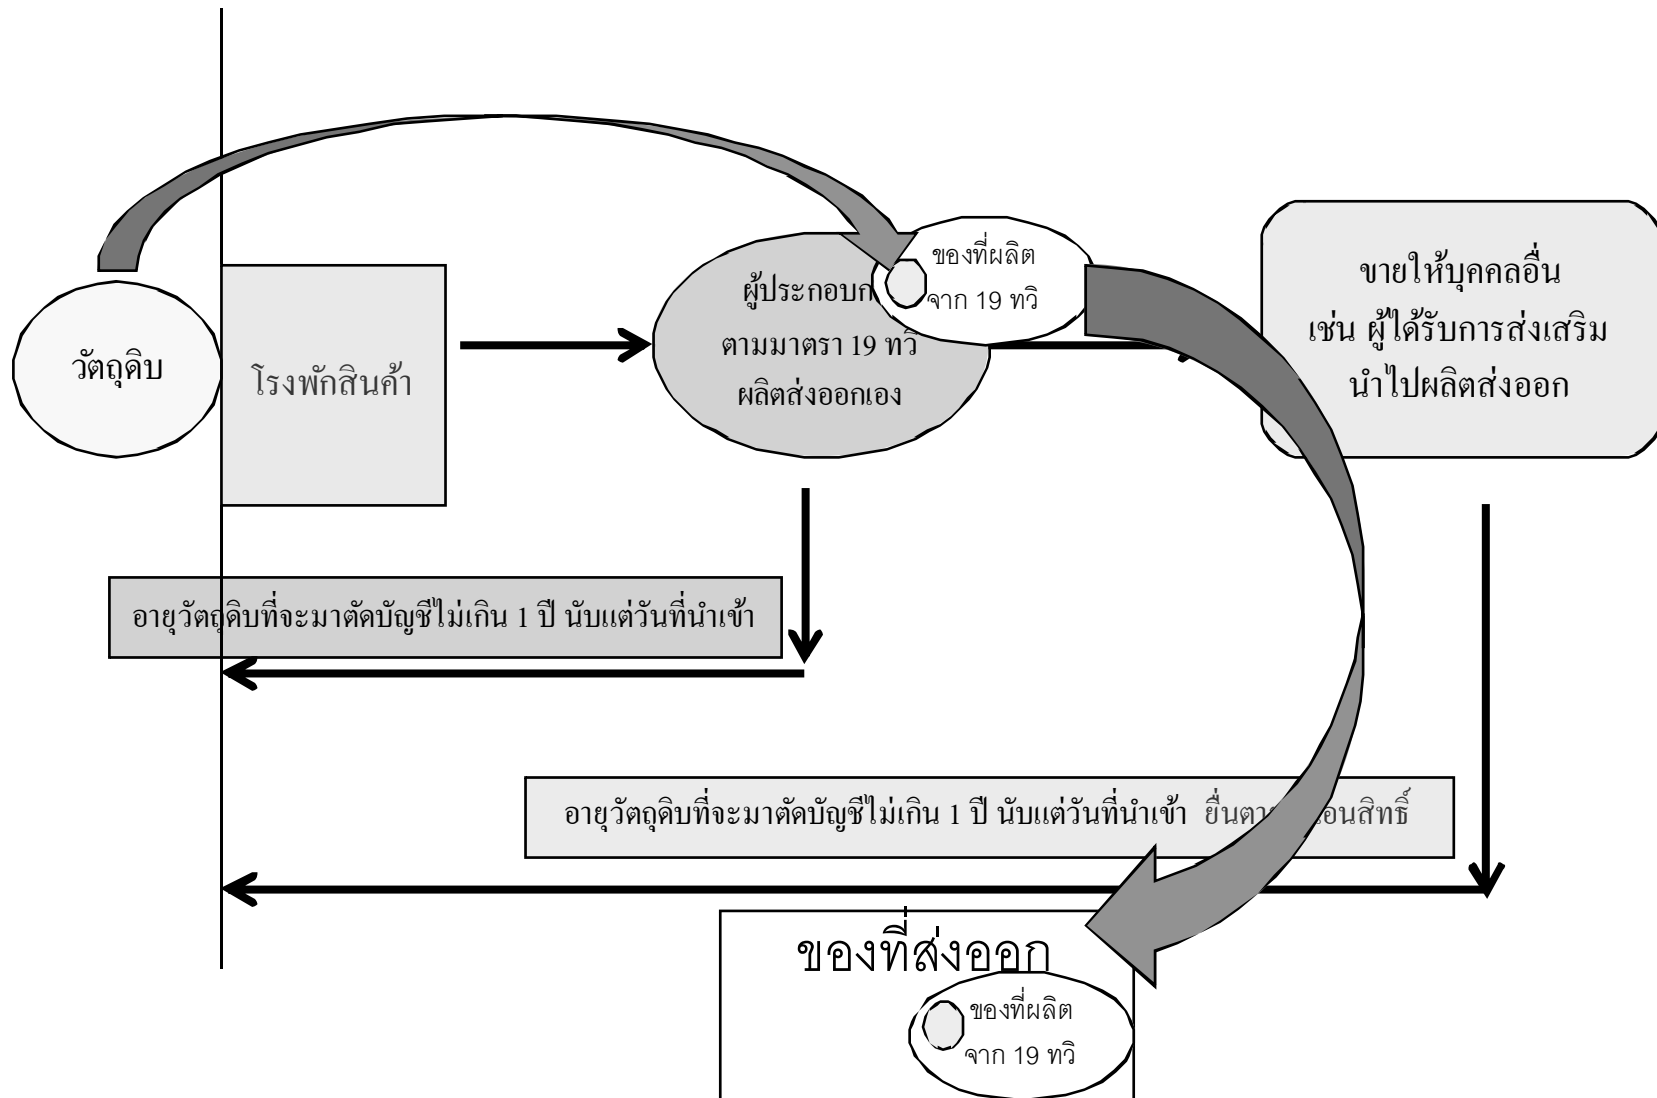 วัตถุดิบ
โรงพักสินค้า
ผู้ประกอบก
ตามมาตรา 19 ทวิ
ผลิตส่งออกเอง
ของที่ผลิต
จาก 19 ทวิ
ขายให้บุคคลอื่น
เช่น ผู้ได้รับการส่งเสริม
นำไปผลิตส่งออก
อายุวัตถุดิบที่จะมาตัดบัญชีไม่เกิน 1 ปี นับแต่วันที่นำเข้า
อายุวัตถุดิบที่จะมาตัดบัญชีไม่เกิน 1 ปี นับแต่วันที่นำเข้า ยื่นตา อนสิทธิ์
ของที่ส่งออก
ของที่ผลิต
จาก 19 ทวิ